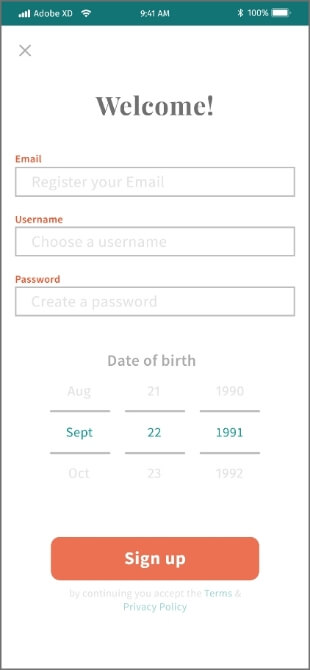 Adobe XD 9:41 AM 100%
Welcome!
Email
Register your Email
Username
Choose a username
Password
Create a password
Date of birth
Aug 21 1990
Sept 22 1991
Oct 23 1992
Sign up
by continuing you accept the Terms &
Privacy Policy